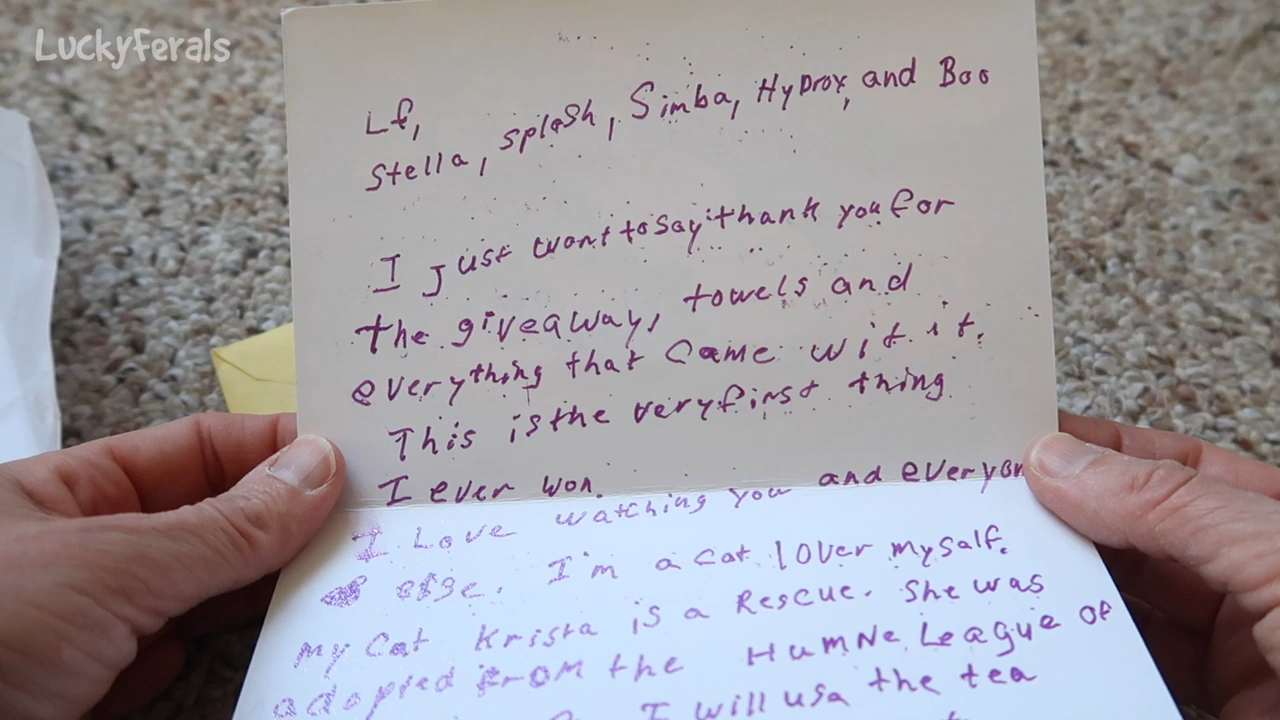 LuckyFerals
Lf,
Stella, splash, Simba, Hydrox, and Boo
I just want to say thank you for
the giveaway, towels and
everything that came wit it.
This is the very first thing
I ever won.
I Love watching you and everyon
else. I'm a cat lover mysalf.
My Cat Krista is a Rescue. She was
adopted from the HumNe League of
I will usa the tea